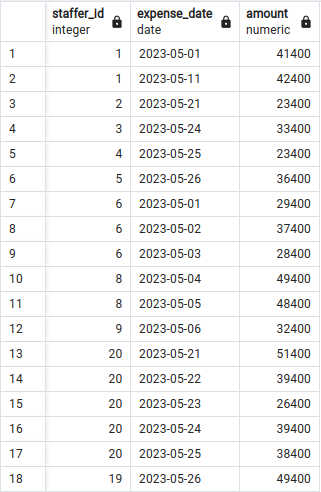 staffer_id expense_date amount
integer date numeric
1 1 2023-05-01 41400
2 1 2023-05-11 42400
3 2 2023-05-21 23400
4 3 2023-05-24 33400
5 4 2023-05-25 23400
6 5 2023-05-26 36400
7 6 2023-05-01 29400
8 6 2023-05-02 37400
9 6 2023-05-03 28400
10 8 2023-05-04 49400
11 8 2023-05-05 48400
12 9 2023-05-06 32400
13 20 2023-05-21 51400
14 20 2023-05-22 39400
15 20 2023-05-23 26400
16 20 2023-05-24 39400
17 20 2023-05-25 38400
18 19 2023-05-26 49400